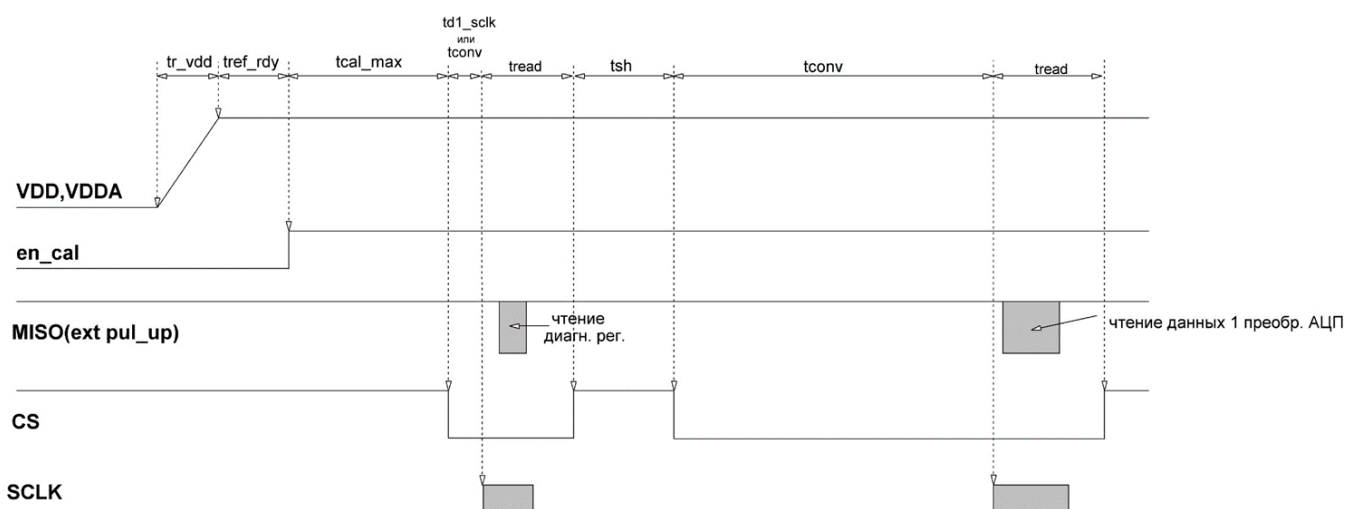 td1_sclk
или
tconv
tr_vdd tref_rdy tcal_max tread tsh tconv tread
VDD,VDDA
en_cal
MISO(ext pul_up)
чтение
диагн. рег.
чтение данных 1 преобр. АЦП
CS
SCLK